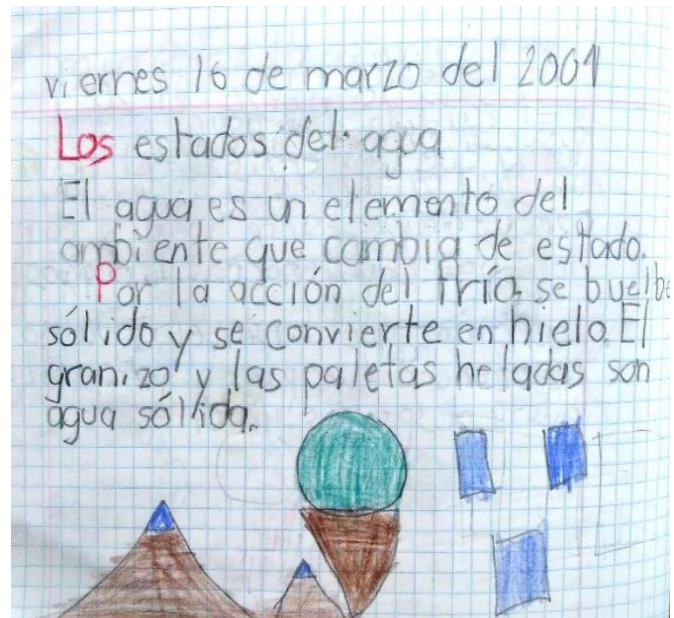 viernes 16 de marzo del 2001
Los estados del agua
El agua es un elemento del
ambiente que cambia de estado.
Por la acción del fría se buelbe
sólido y se convierte en hielo. El
granizo y las paletas heladas son
agua sólida.